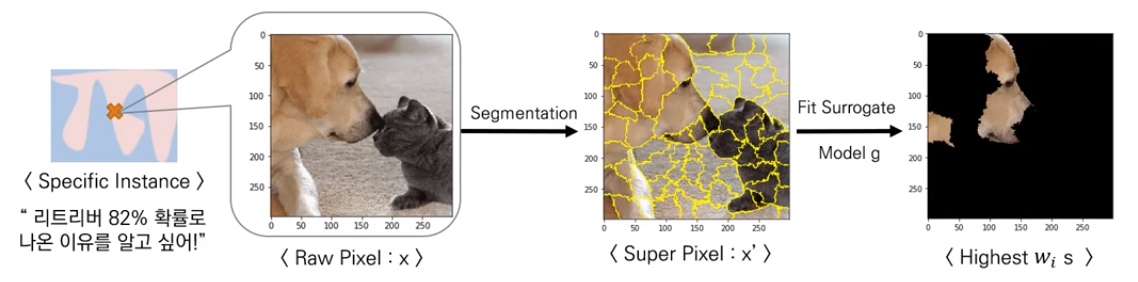 〈 Specific Instance 〉
“ 리트리버 82% 확률로
나온 이유를 알고 싶어!”
0
50
100
150
200
250
0 50 100 150 200 250
〈 Raw Pixel : x 〉
Segmentation
0
50
100
150
200
250
0 50 100 150 200 250
〈 Super Pixel : x’ 〉
Fit Surrogate
Model g
0
50
100
150
200
250
0 50 100 150 200 250
〈 Highest wᵢ s 〉